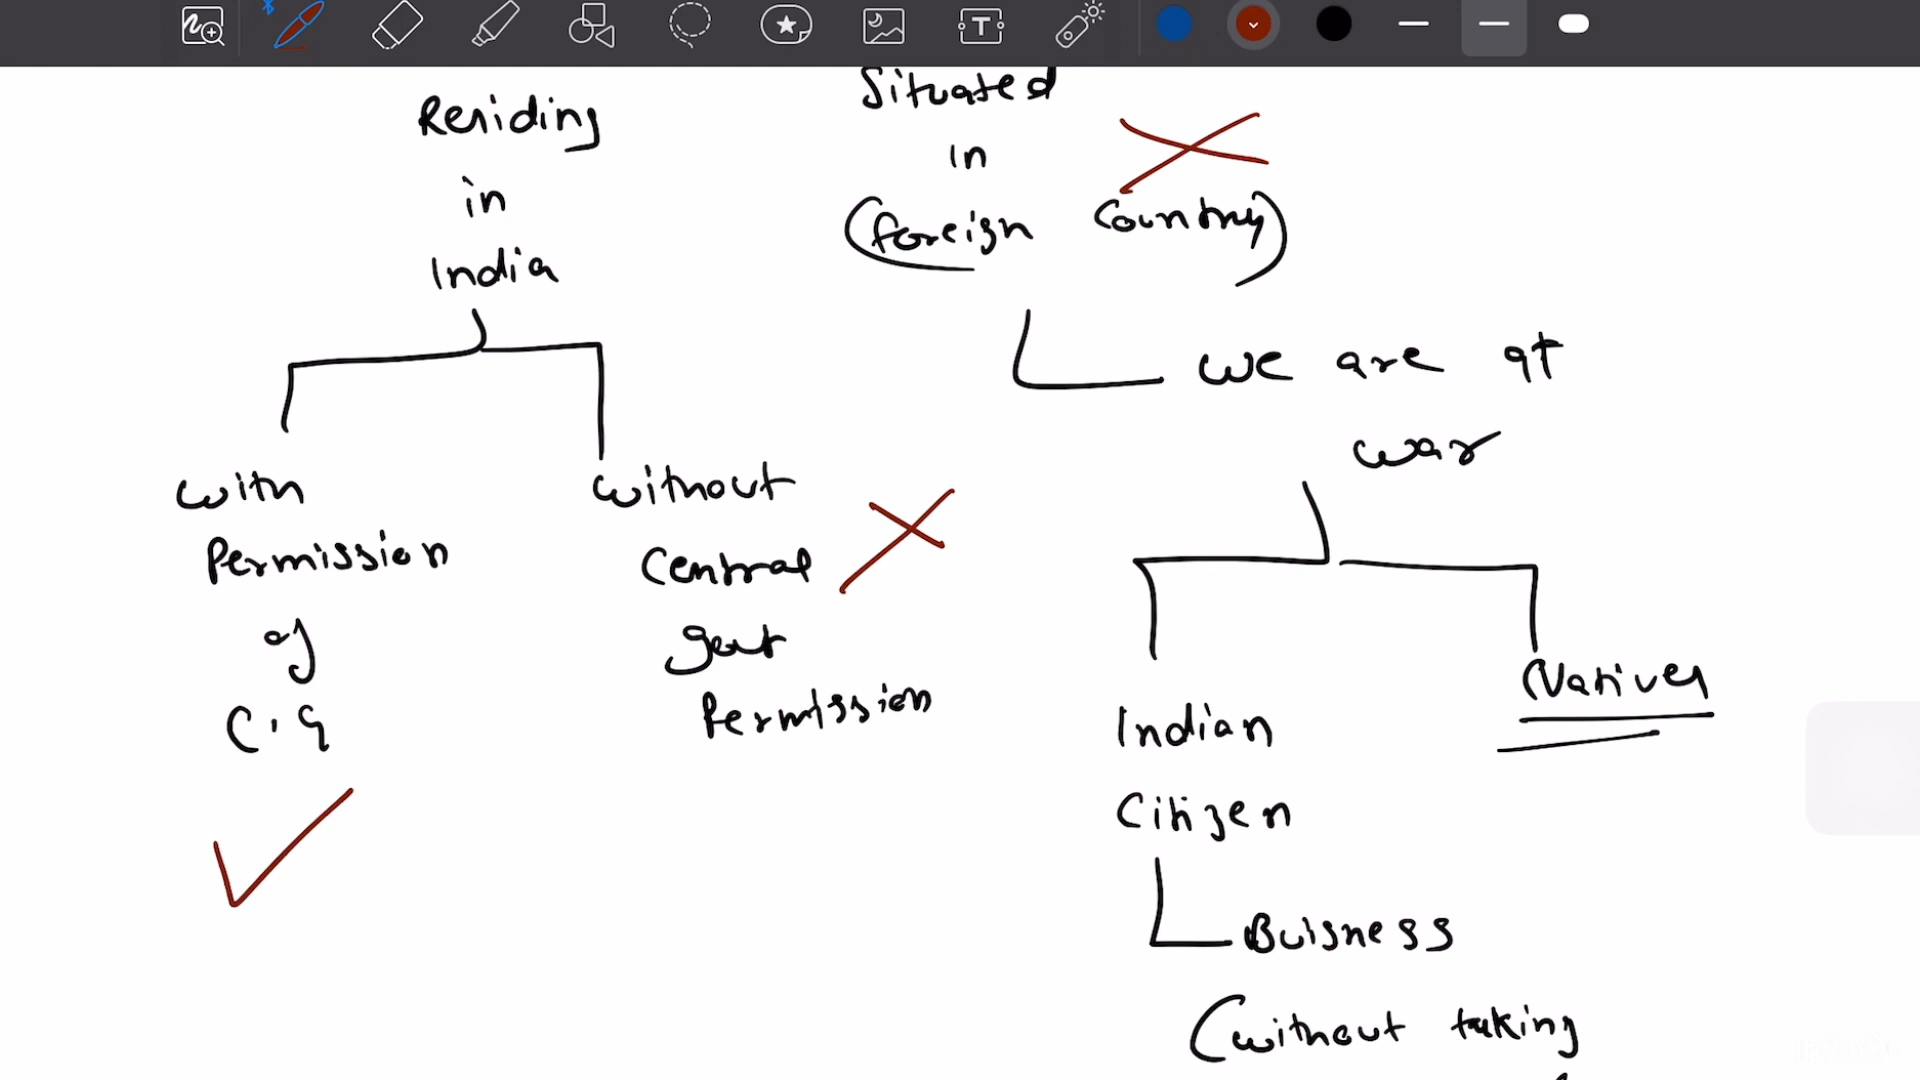 Residing
in
India
Situated
in
(foreign Country)
we are at
war
with
Permission
of
C.G
without
Central
govt
Permission
Indian
Citizen
Natives
Buisness
(without taking